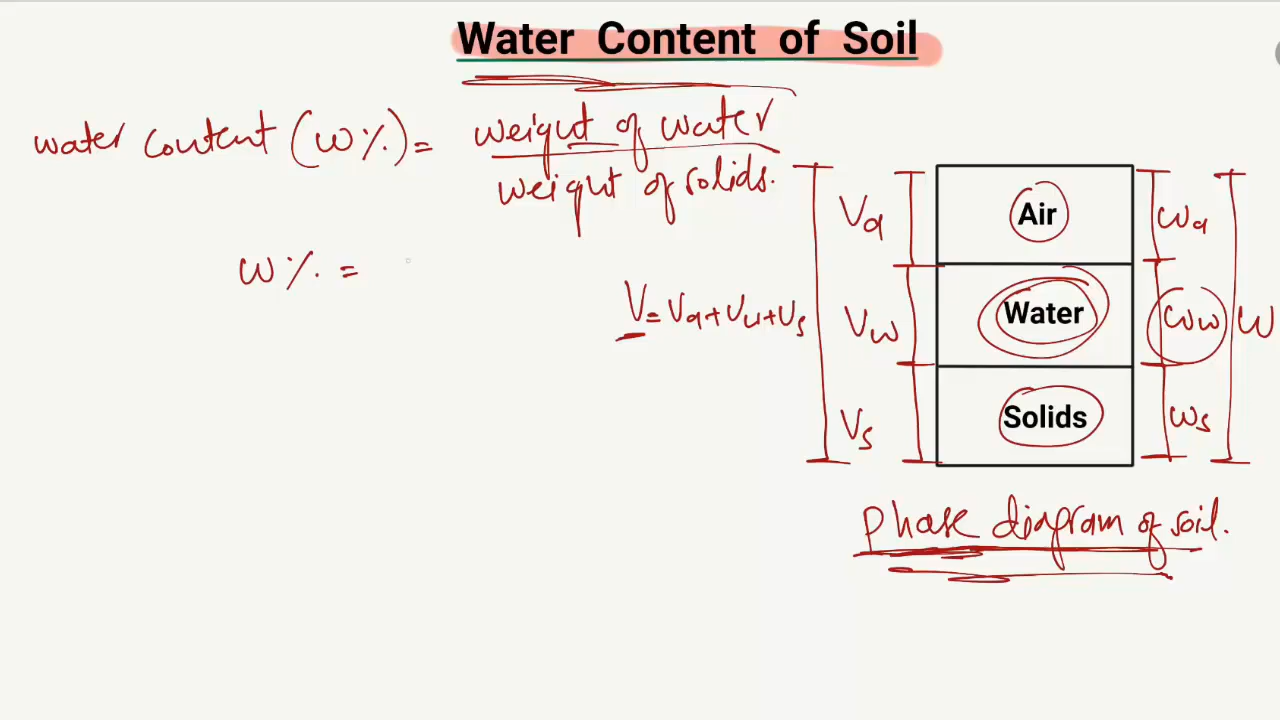 Water Content of Soil
water content (w%) = weight of water
weight of solids.
w% =
V = Va + Vw + Vs
Va
Vw
Vs
Air
Water
Solids
wa
ww
ws
w
phase diagram of soil.